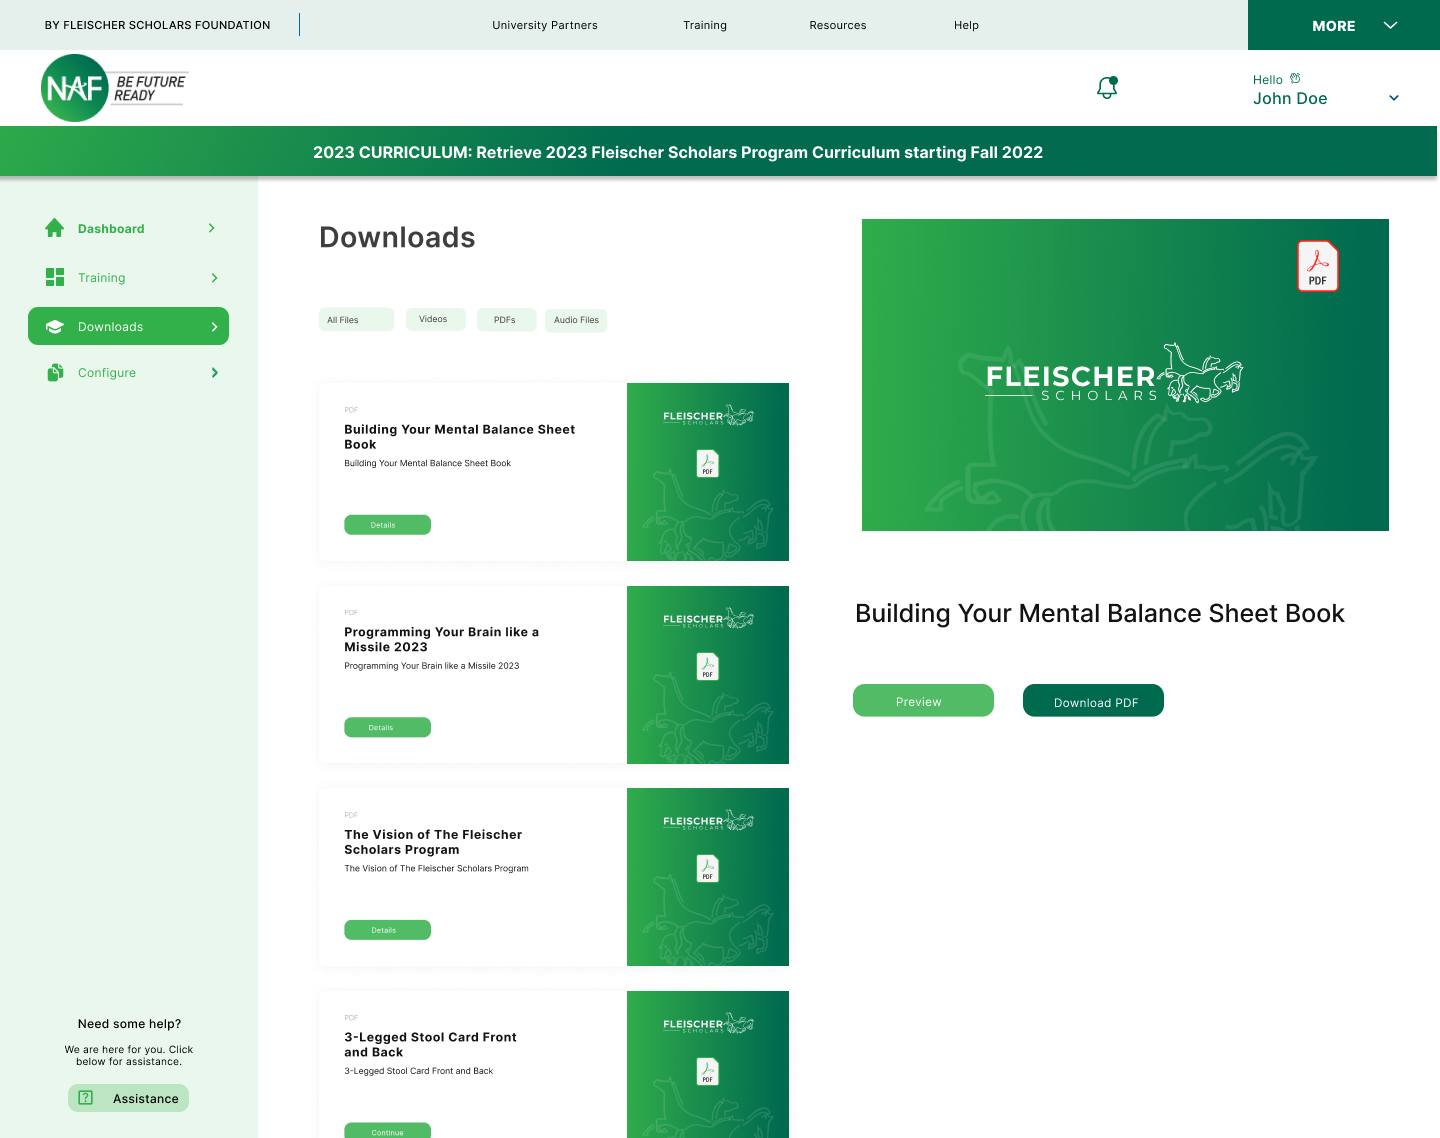 BY FLEISCHER SCHOLARS FOUNDATION
University Partners
Training
Resources
Help
MORE
NAF
BE FUTURE
READY
Hello
John Doe
2023 CURRICULUM: Retrieve 2023 Fleischer Scholars Program Curriculum starting Fall 2022
Dashboard
Training
Downloads
Configure
Need some help?
We are here for you. Click
below for assistance.
?
Assistance
Downloads
All Files
Videos
PDFs
Audio Files
PDF
Building Your Mental Balance Sheet
Book
Building Your Mental Balance Sheet Book
Details
FLEISCHER
SCHOLARS
PDF
PDF
Programming Your Brain like a
Missile 2023
Programming Your Brain like a Missile 2023
Details
FLEISCHER
SCHOLARS
PDF
PDF
The Vision of The Fleischer
Scholars Program
The Vision of The Fleischer Scholars Program
Details
FLEISCHER
SCHOLARS
PDF
PDF
3-Legged Stool Card Front
and Back
3-Legged Stool Card Front and Back
Continue
FLEISCHER
SCHOLARS
PDF
PDF
FLEISCHER
SCHOLARS
Building Your Mental Balance Sheet Book
Preview
Download PDF